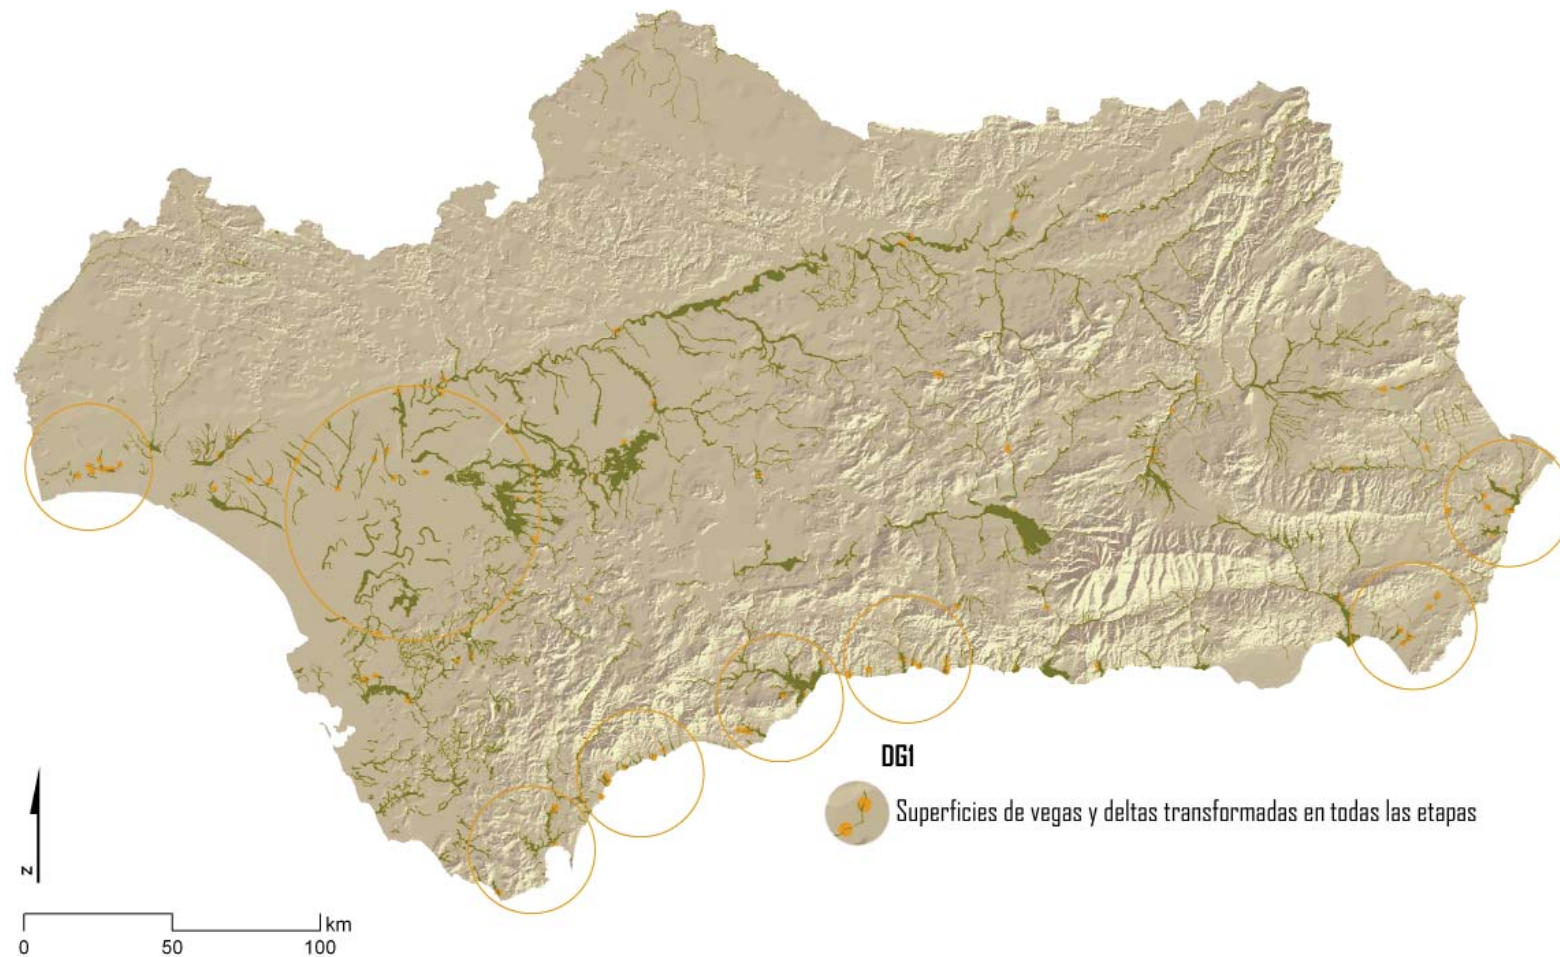 DG1
Superficies de vegas y deltas transformadas en todas las etapas
N
km
0 50 100